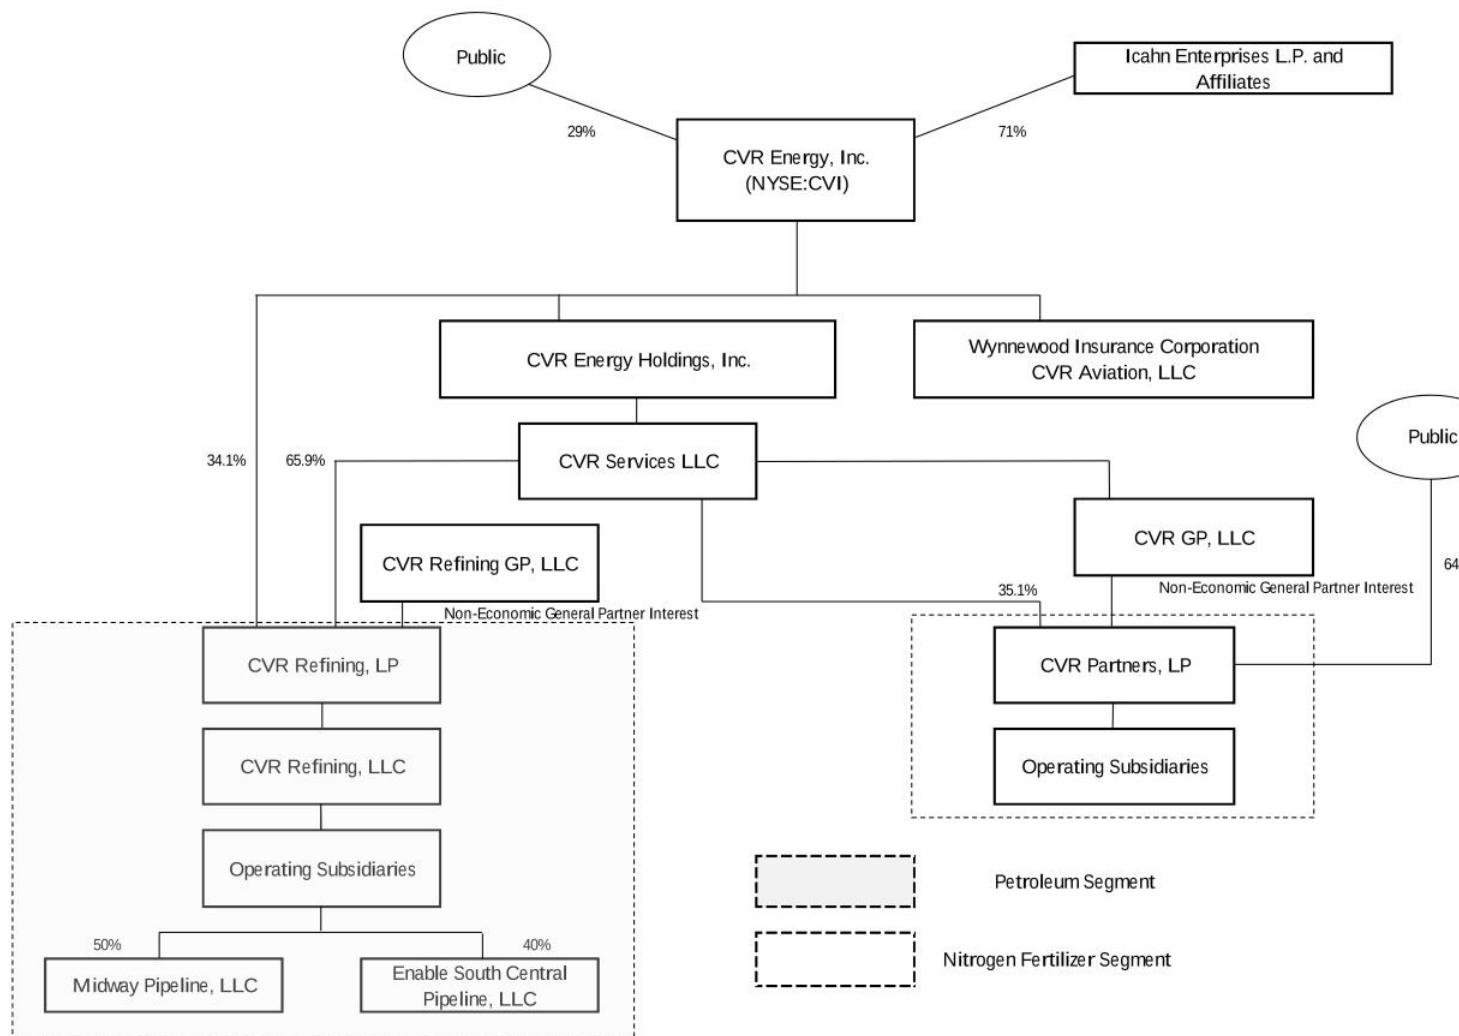 Public
Icahn Enterprises L.P. and
Affiliates
29%
71%
CVR Energy, Inc.
(NYSE:CVI)
CVR Energy Holdings, Inc.
Wynnewood Insurance Corporation
CVR Aviation, LLC
Public
34.1%
65.9%
CVR Services LLC
CVR GP, LLC
CVR Refining GP, LLC
64
35.1%
Non-Economic General Partner Interest
Non-Economic General Partner Interest
CVR Refining, LP
CVR Partners, LP
CVR Refining, LLC
Operating Subsidiaries
Operating Subsidiaries
Petroleum Segment
50%
40%
Nitrogen Fertilizer Segment
Midway Pipeline, LLC
Enable South Central
Pipeline, LLC